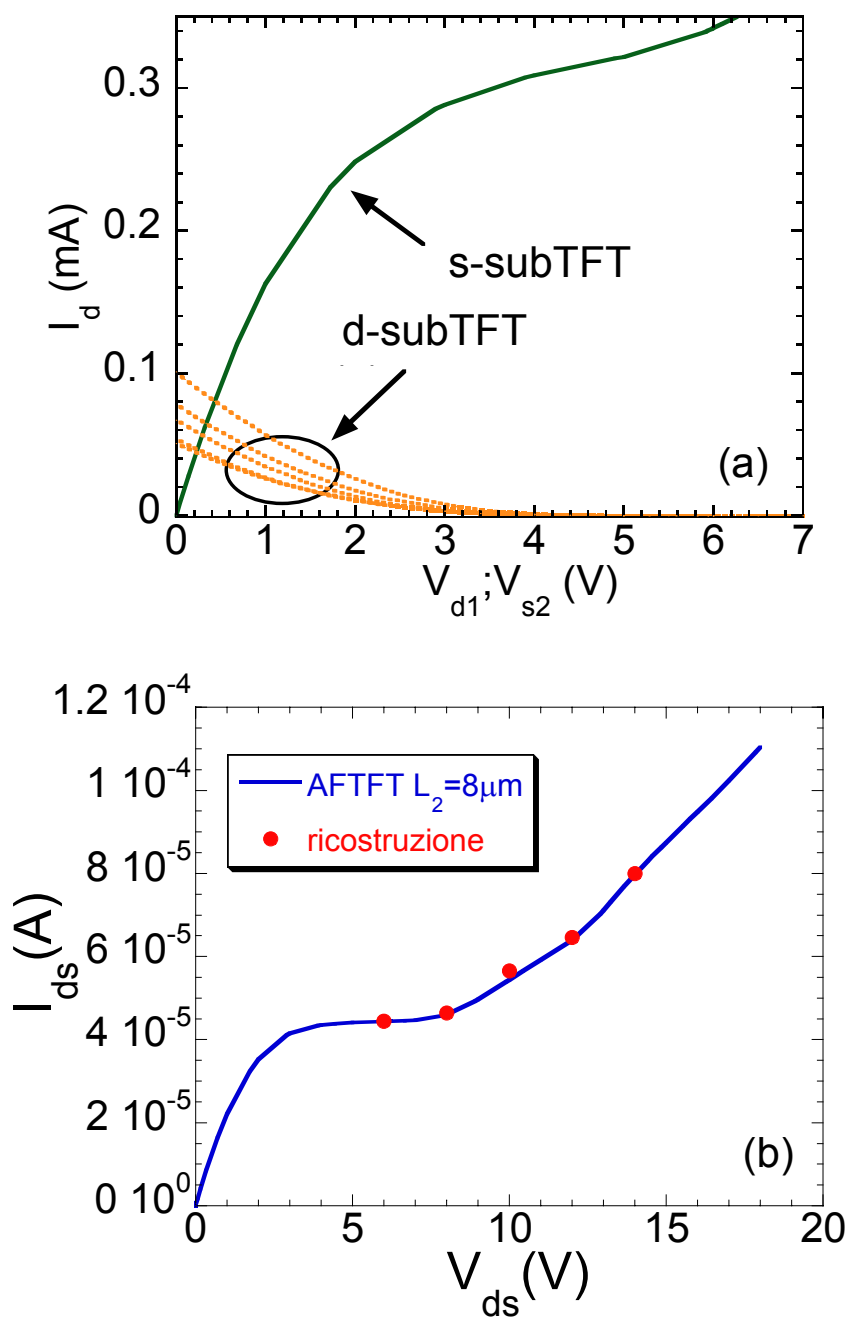 0.3
0.2
0.1
0
I_d (mA)
s-subTFT
d-subTFT
(a)
0 1 2 3 4 5 6 7
V_d1;V_s2 (V)
1.2 10^-4
1 10^-4
8 10^-5
6 10^-5
4 10^-5
2 10^-5
0 10^0
I_ds(A)
AFTFT L_2=8μm
ricostruzione
(b)
0 5 10 15 20
V_ds(V)